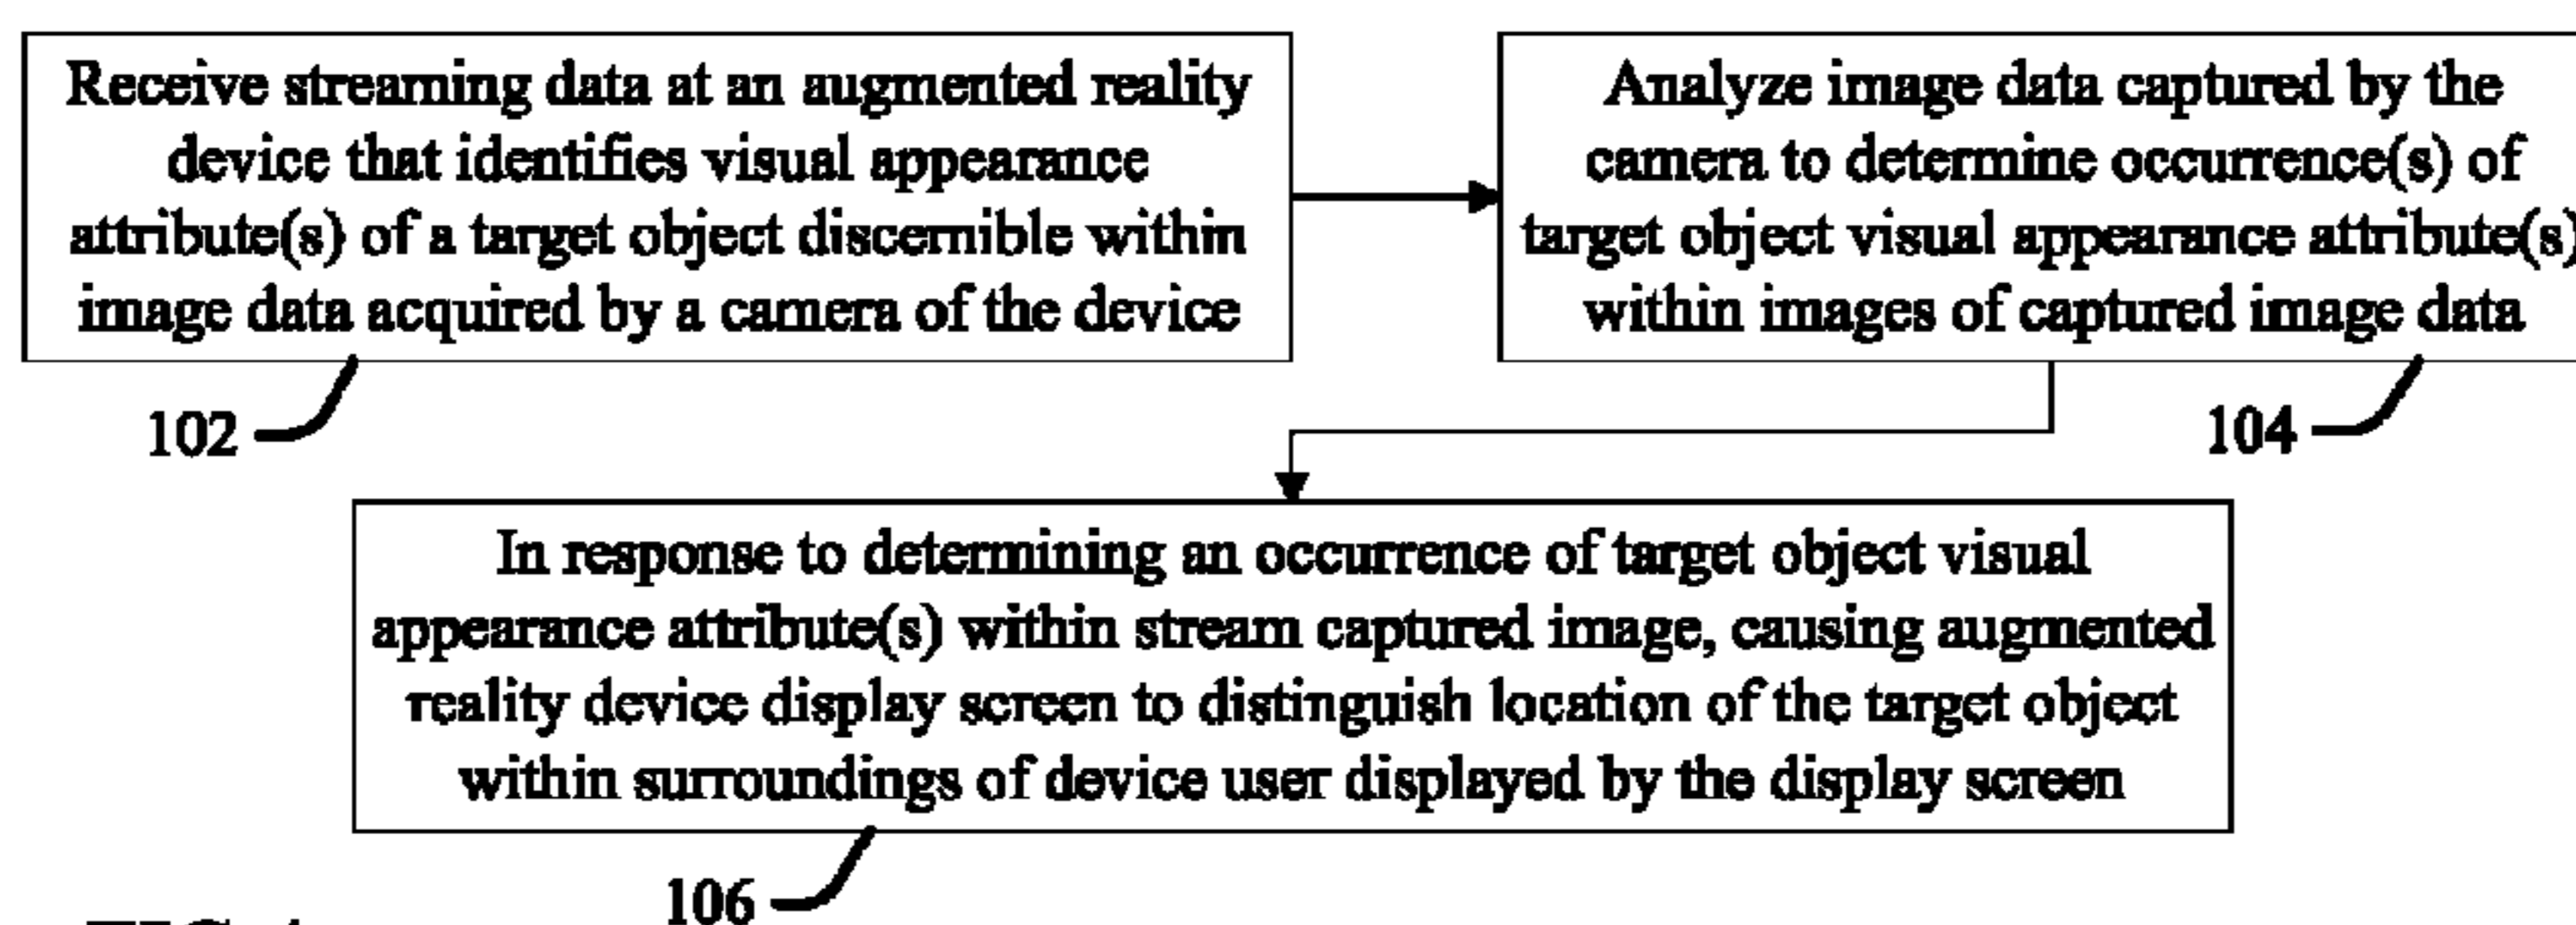 Receive streaming data at an augmented reality
device that identifies visual appearance
attribute(s) of a target object discernible within
image data acquired by a camera of the device
Analyze image data captured by the
camera to determine occurrence(s) of
target object visual appearance attribute(s)
within images of captured image data
102
104
In response to determining an occurrence of target object visual
appearance attribute(s) within stream captured image, causing augmented
reality device display screen to distinguish location of the target object
within surroundings of device user displayed by the display screen
106